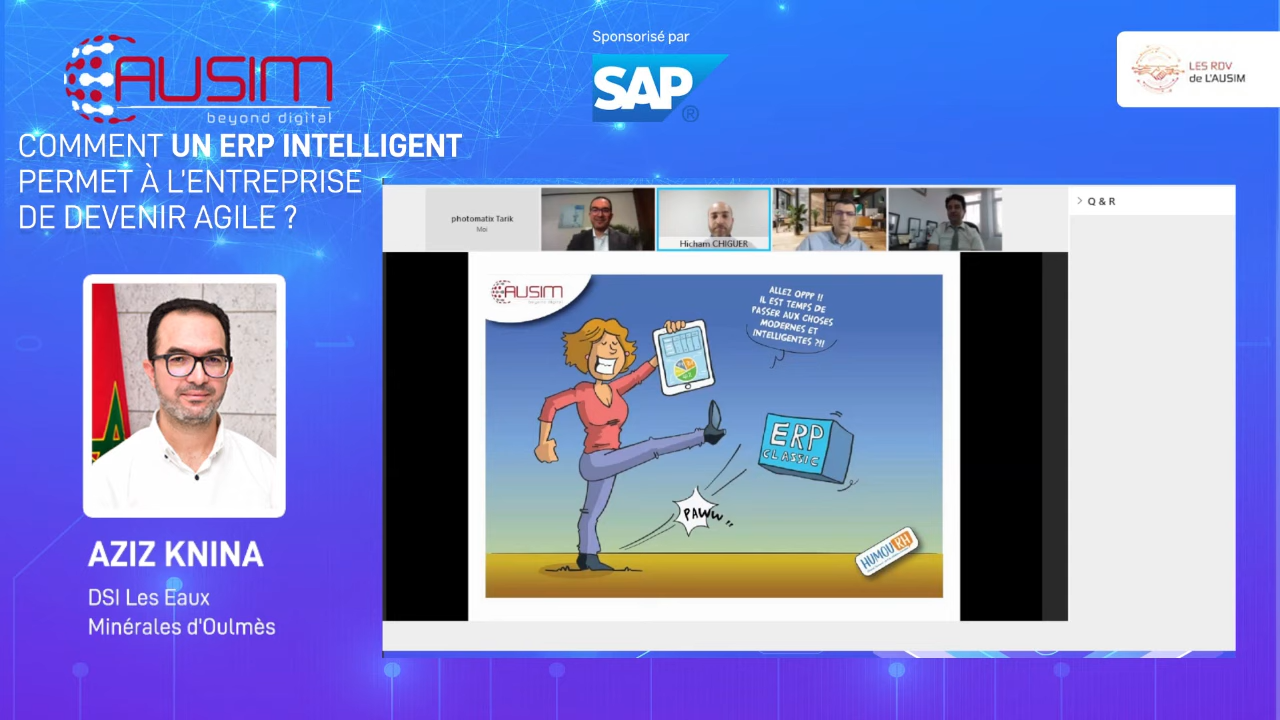 AUSIM
beyond digital
Sponsorisé par
SAP
®
LES RDV
de L'AUSIM
COMMENT UN ERP INTELLIGENT
PERMET À L'ENTREPRISE
DE DEVENIR AGILE ?
photomatix Tarik
Moi
Hicham CHIGUER
Q & R
AUSIM
ALLEZ OPPP !!
IL EST TEMPS DE
PASSER AUX CHOSES
MODERNES ET
INTELLIGENTES ?!!
ERP
CLASSIC
PAWW
HUMOURH
AZIZ KNINA
DSI Les Eaux
Minérales d'Oulmès